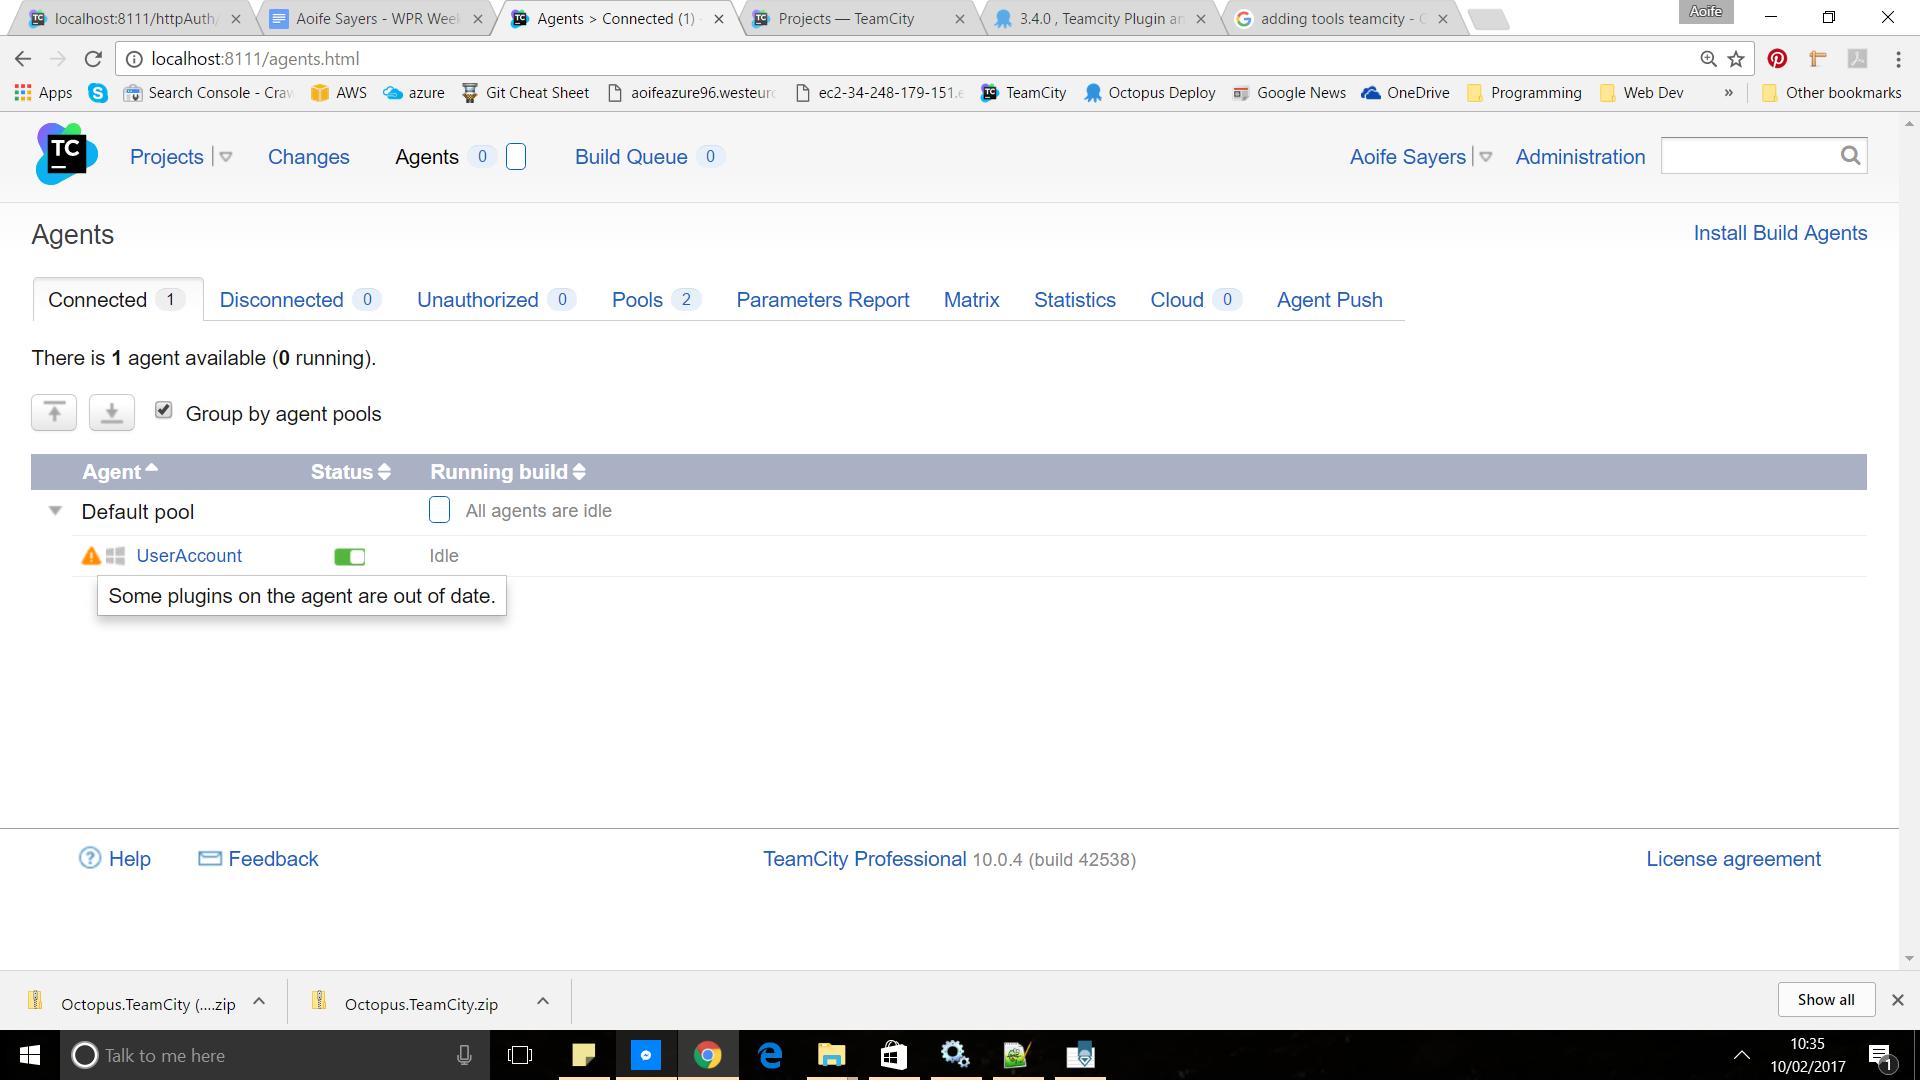 localhost:8111/httpAuth/
Aoife Sayers - WPR Week
Agents > Connected (1)
Projects — TeamCity
3.4.0 , Teamcity Plugin an
adding tools teamcity - G
Aoife
localhost:8111/agents.html
Apps
Search Console - Craw
AWS
azure
Git Cheat Sheet
aoifeazure96.westeuro
ec2-34-248-179-151.e
TeamCity
Octopus Deploy
Google News
OneDrive
Programming
Web Dev
»
Other bookmarks
TC
Projects
Changes
Agents 0
Build Queue 0
Aoife Sayers
Administration
Agents
Install Build Agents
Connected 1
Disconnected 0
Unauthorized 0
Pools 2
Parameters Report
Matrix
Statistics
Cloud 0
Agent Push
There is 1 agent available (0 running).
Group by agent pools
Agent Status Running build
Default pool All agents are idle
UserAccount Idle
Some plugins on the agent are out of date.
Help
Feedback
TeamCity Professional 10.0.4 (build 42538)
License agreement
Octopus.TeamCity (....zip
Octopus.TeamCity.zip
Show all
Talk to me here
10:35
10/02/2017
1